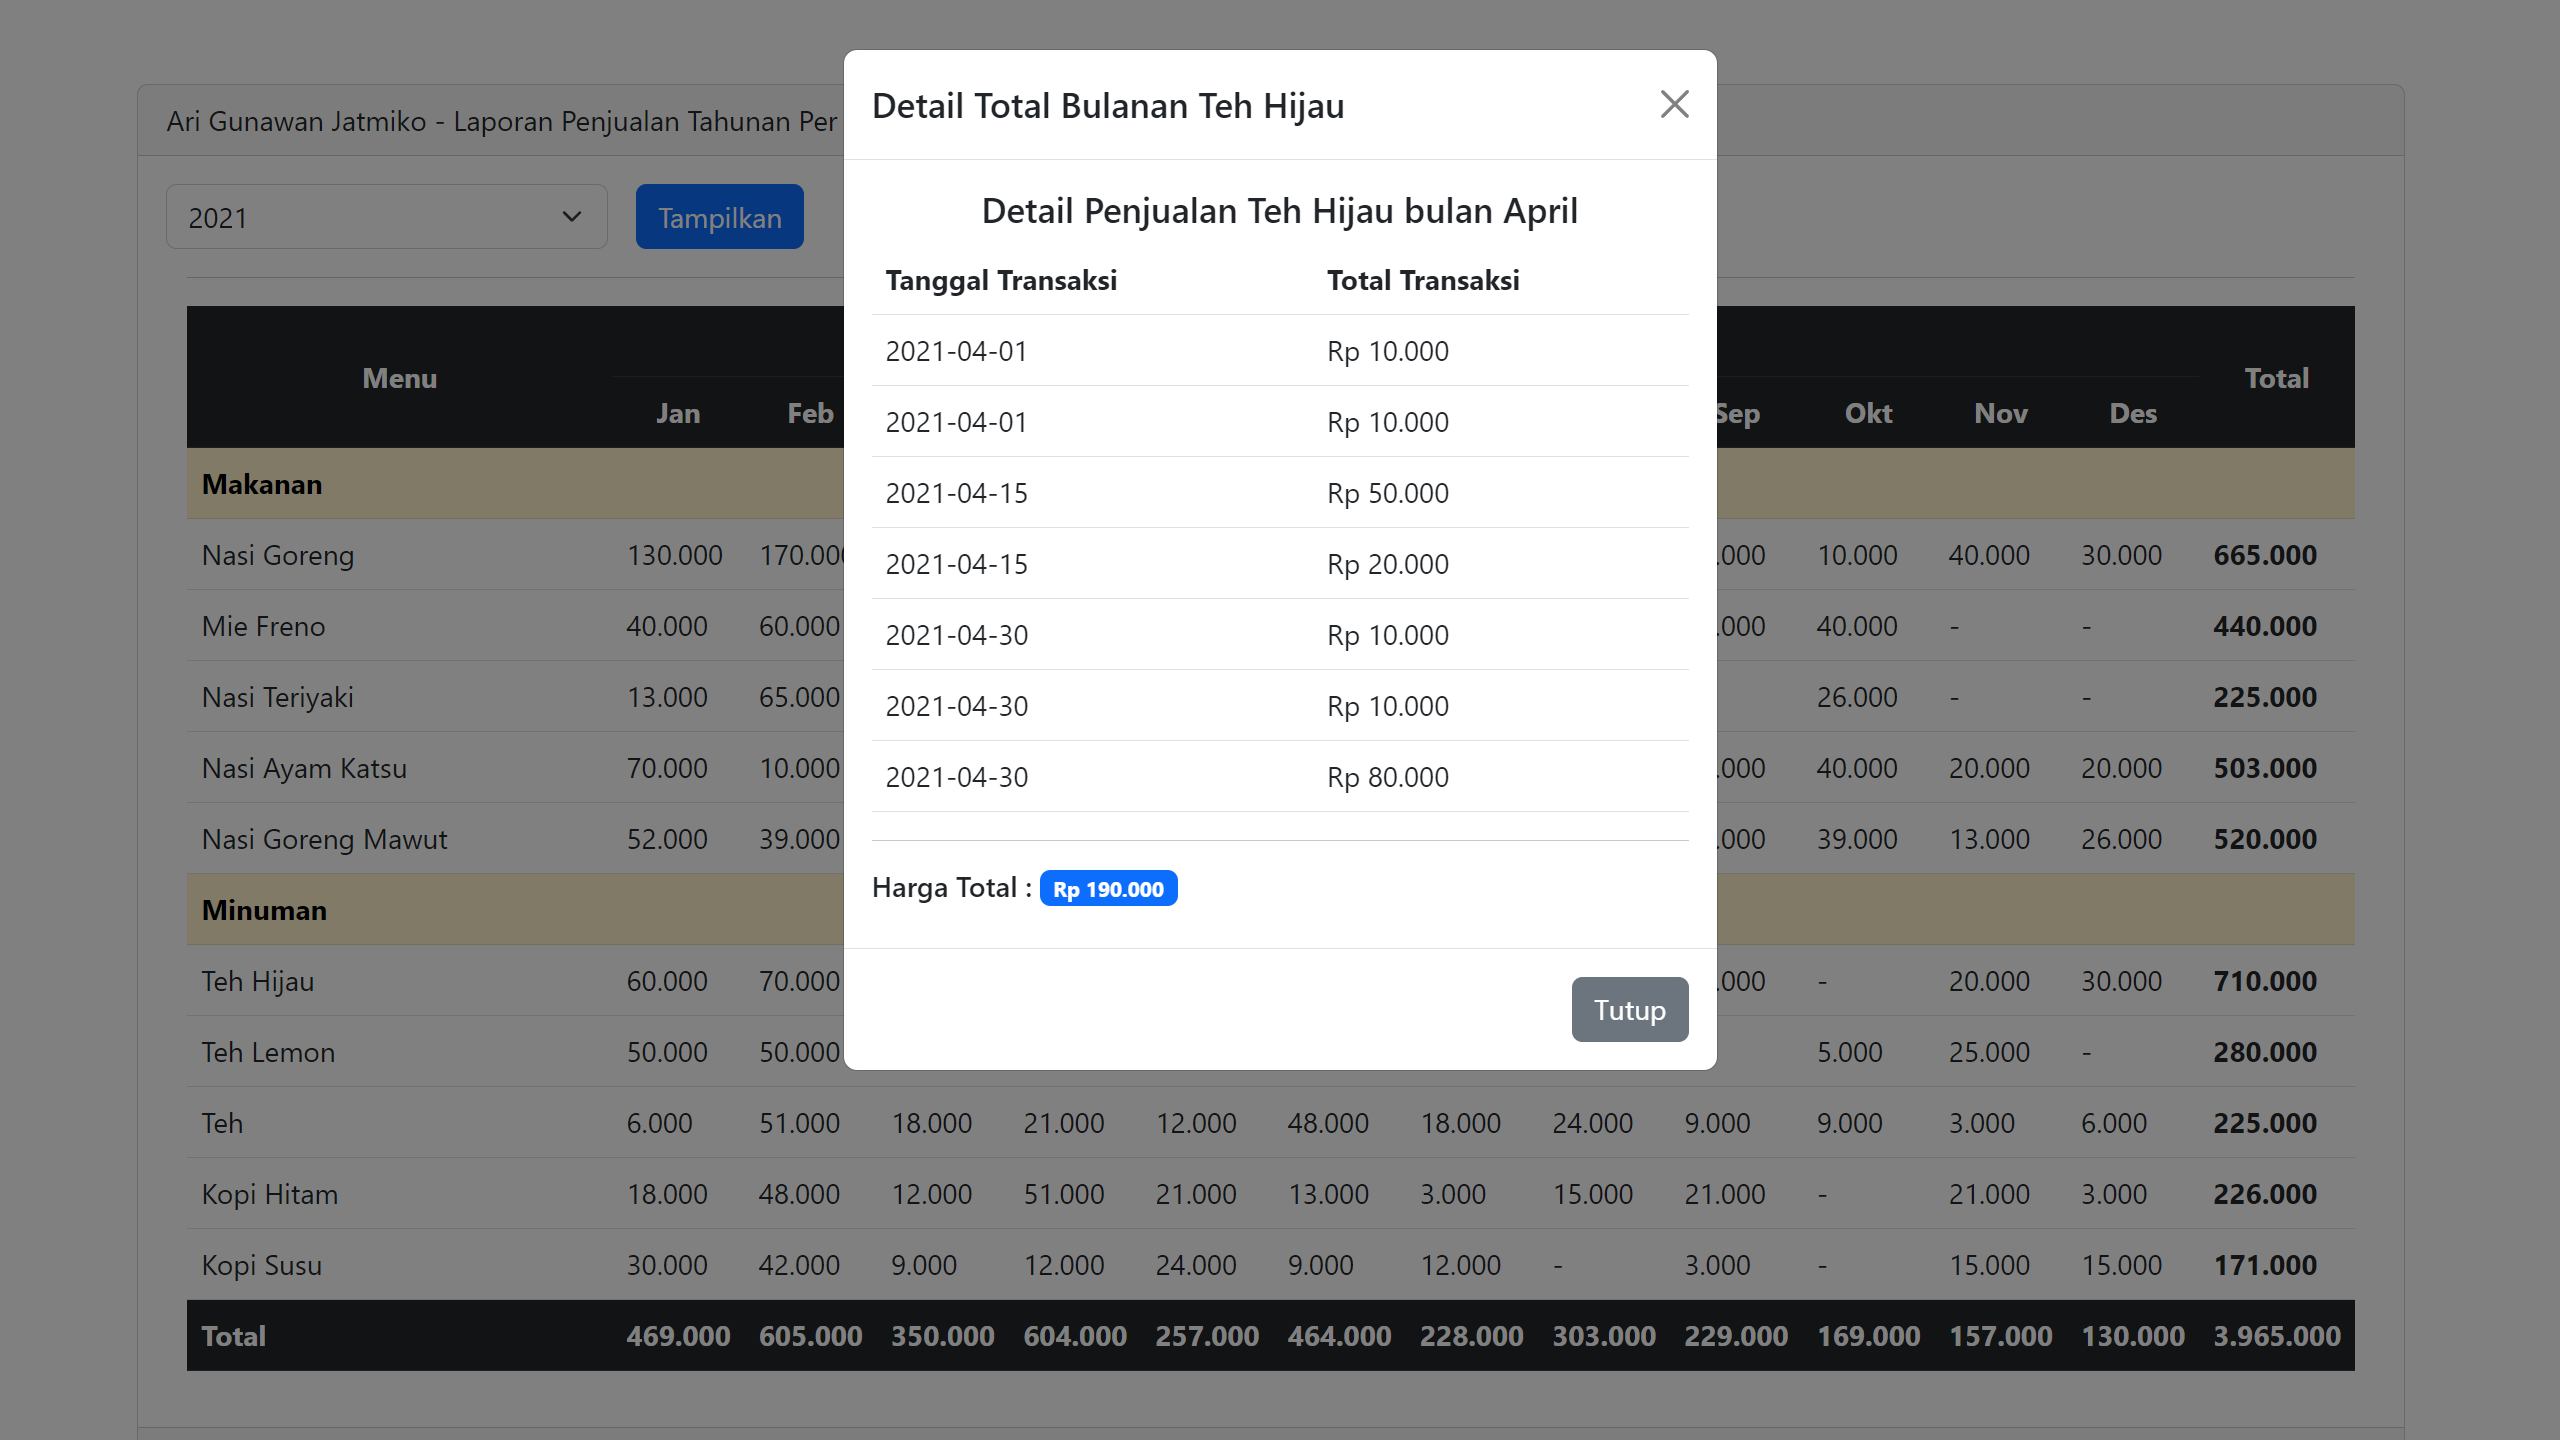 Detail Total Bulanan Teh Hijau
Detail Penjualan Teh Hijau bulan April
Tanggal Transaksi Total Transaksi
2021-04-01 Rp 10.000
2021-04-01 Rp 10.000
2021-04-15 Rp 50.000
2021-04-15 Rp 20.000
2021-04-30 Rp 10.000
2021-04-30 Rp 10.000
2021-04-30 Rp 80.000
Harga Total : Rp 190.000
Tutup
Ari Gunawan Jatmiko - Laporan Penjualan Tahunan Per
2021 Tampilkan
Menu Total
Jan Feb Sep Okt Nov Des
Makanan
Nasi Goreng 130.000 170.000 .000 10.000 40.000 30.000 665.000
Mie Freno 40.000 60.000 .000 40.000 - - 440.000
Nasi Teriyaki 13.000 65.000 26.000 - - 225.000
Nasi Ayam Katsu 70.000 10.000 .000 40.000 20.000 20.000 503.000
Nasi Goreng Mawut 52.000 39.000 .000 39.000 13.000 26.000 520.000
Minuman
Teh Hijau 60.000 70.000 .000 - 20.000 30.000 710.000
Teh Lemon 50.000 50.000 5.000 25.000 - 280.000
Teh 6.000 51.000 18.000 21.000 12.000 48.000 18.000 24.000 9.000 9.000 3.000 6.000 225.000
Kopi Hitam 18.000 48.000 12.000 51.000 21.000 13.000 3.000 15.000 21.000 - 21.000 3.000 226.000
Kopi Susu 30.000 42.000 9.000 12.000 24.000 9.000 12.000 - 3.000 - 15.000 15.000 171.000
Total 469.000 605.000 350.000 604.000 257.000 464.000 228.000 303.000 229.000 169.000 157.000 130.000 3.965.000